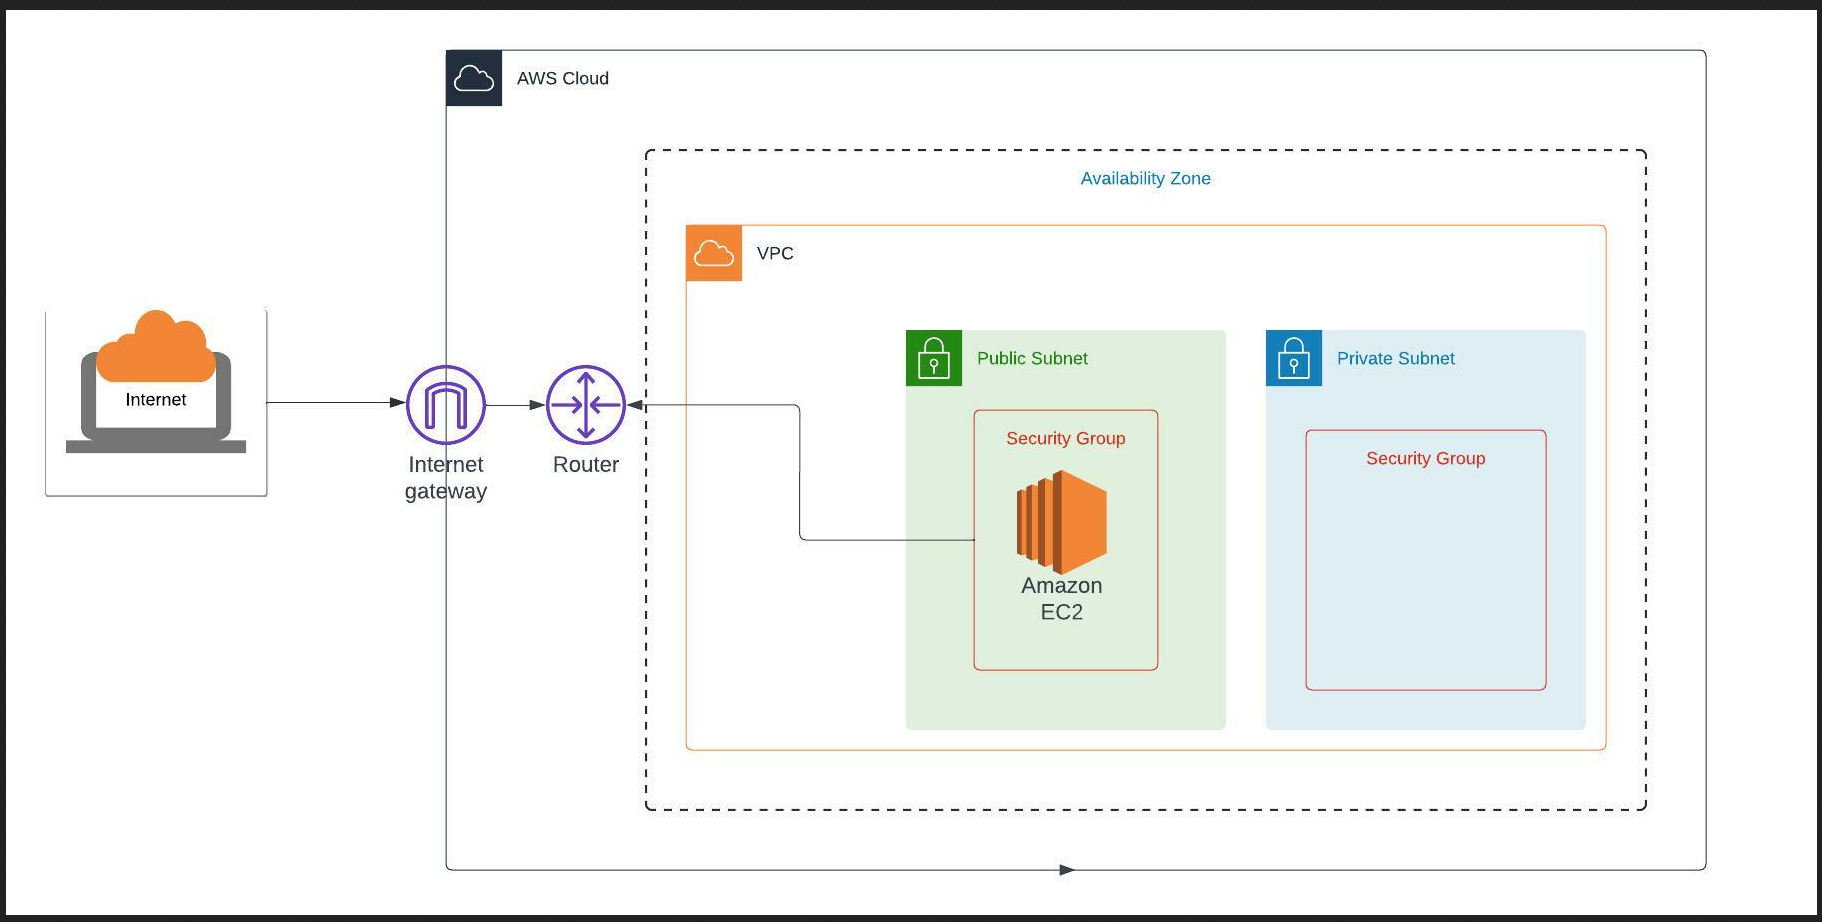 AWS Cloud
Availability Zone
VPC
Public Subnet
Private Subnet
Internet
Security Group
Security Group
Internet
gateway
Router
Amazon
EC2